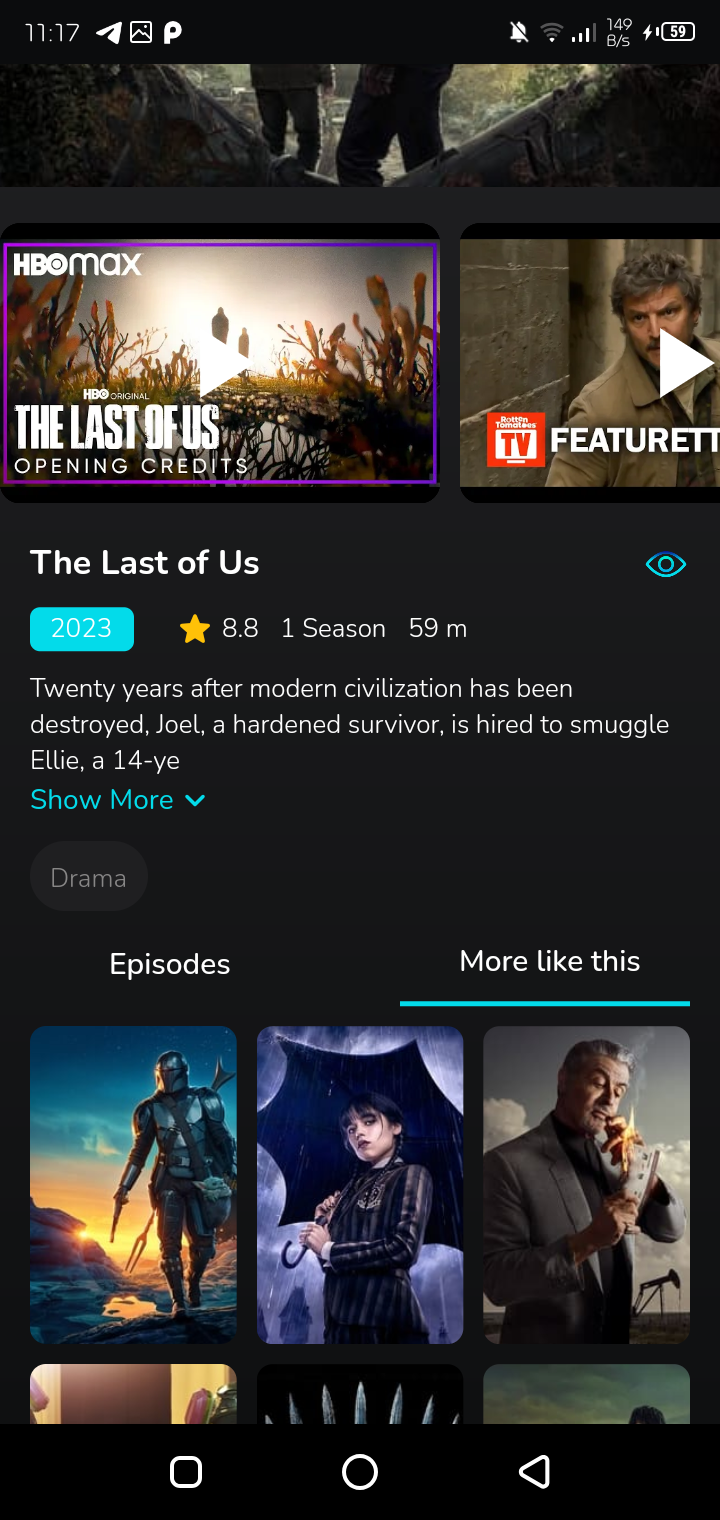 11:17
149
B/s
59
HBO max
HBO ORIGINAL
THE LAST OF US
OPENING CREDITS
Rotten
Tomatoes
TV
FEATURETT
The Last of Us
2023
8.8 1 Season 59 m
Twenty years after modern civilization has been
destroyed, Joel, a hardened survivor, is hired to smuggle
Ellie, a 14-ye
Show More
Drama
Episodes
More like this